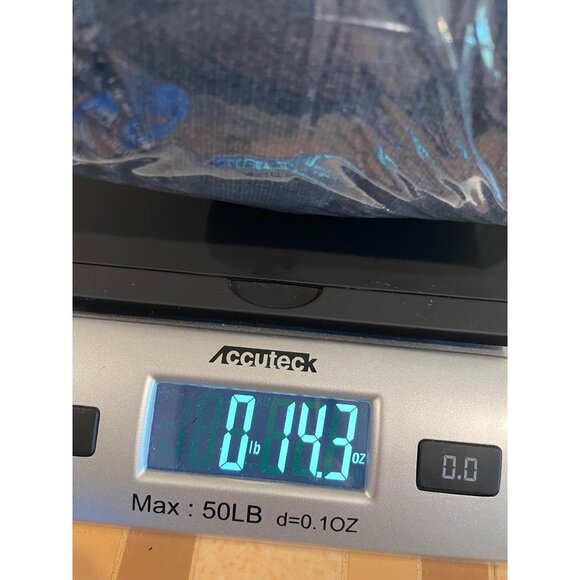 Accuteck
0 lb 14.3 oz
0.0
Max : 50LB d=0.1OZ